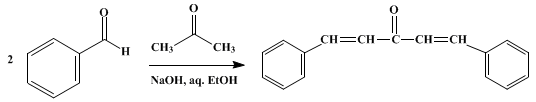 O
O
O
H
CH3
CH3
CH=CH-C-CH=CH
2
NaOH, aq. EtOH